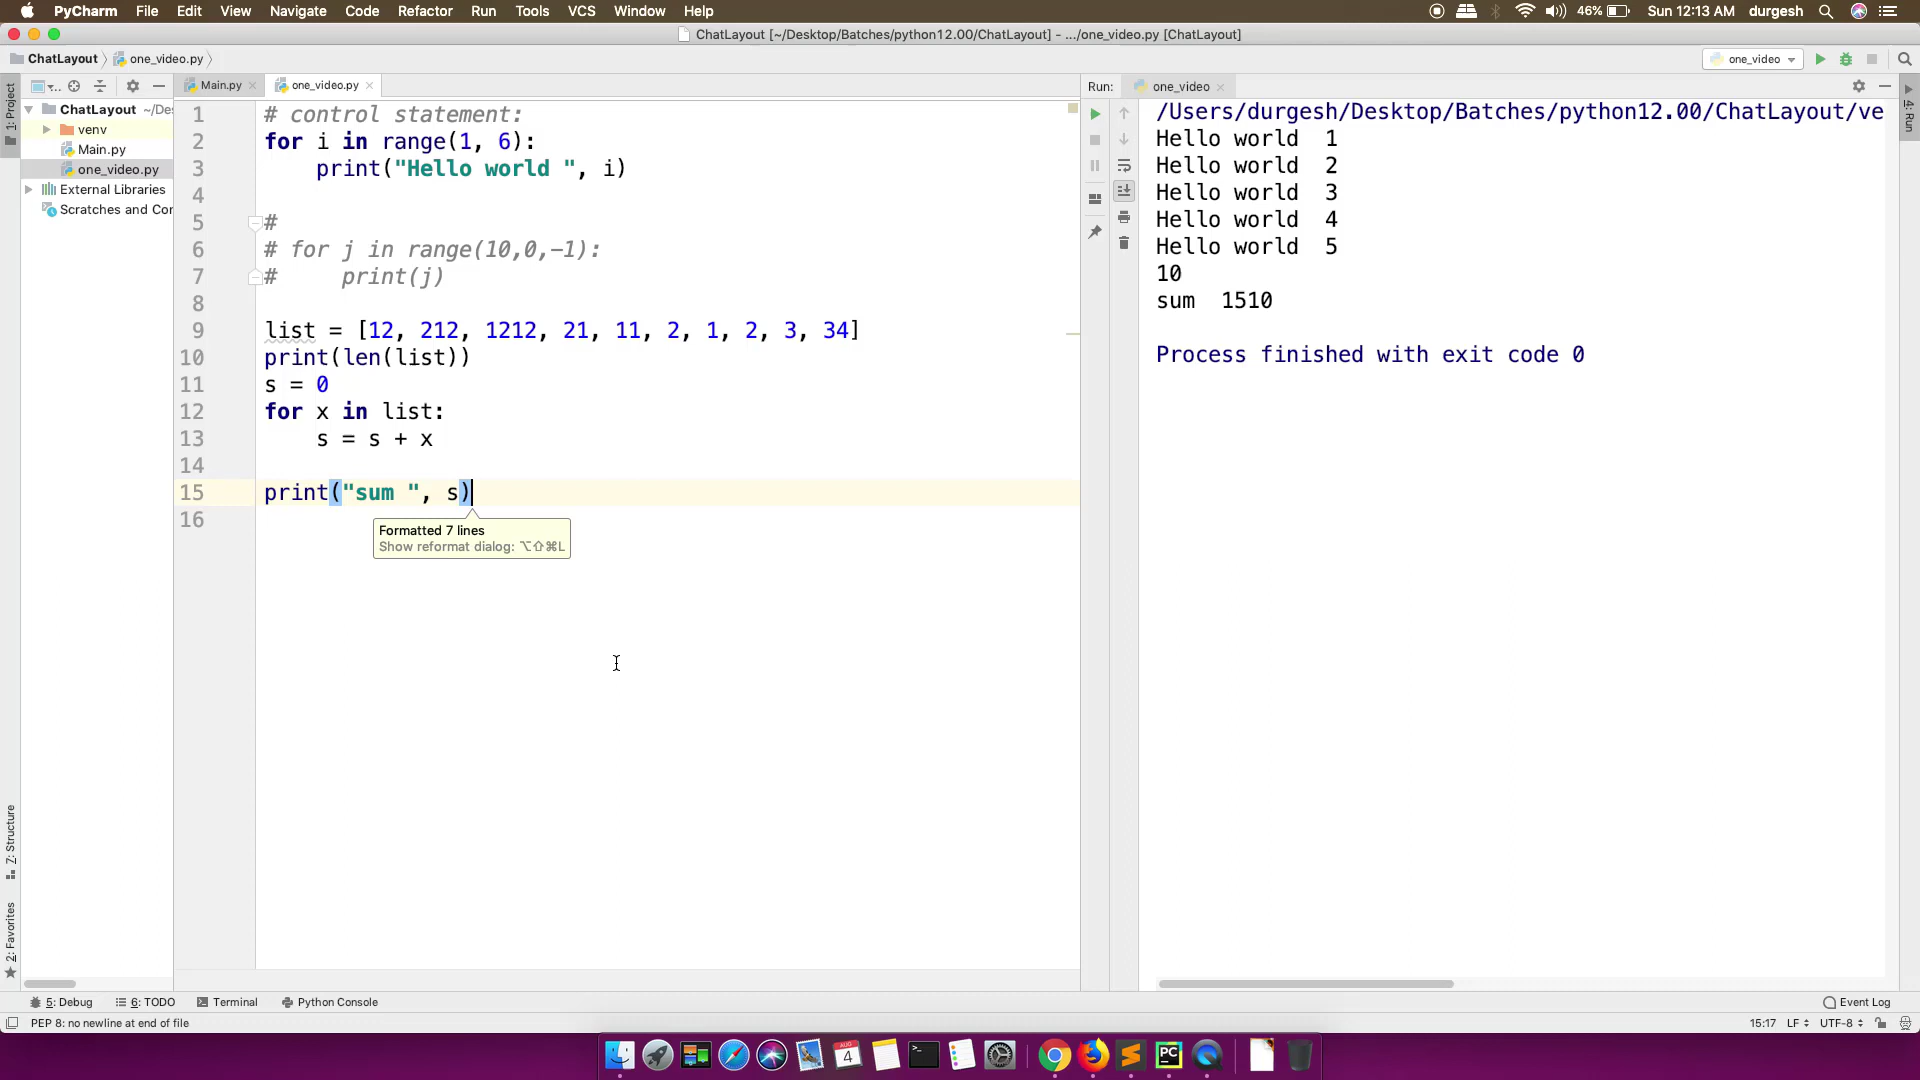 PyCharm File Edit View Navigate Code Refactor Run Tools VCS Window Help 46% Sun 12:13 AM durgesh
ChatLayout [~/Desktop/Batches/python12.00/ChatLayout] - .../one_video.py [ChatLayout]
ChatLayout one_video.py one_video
1: Project
ChatLayout ~/De
venv
Main.py
one_video.py
External Libraries
Scratches and Cor
Z: Structure
2: Favorites
Main.py one_video.py
1 # control statement:
2 for i in range(1, 6):
3 print("Hello world ", i)
4
5 #
6 # for j in range(10,0,-1):
7 # print(j)
8
9 list = [12, 212, 1212, 21, 11, 2, 1, 2, 3, 34]
10 print(len(list))
11 s = 0
12 for x in list:
13 s = s + x
14
15 print("sum ", s)
16
Formatted 7 lines
Show reformat dialog: ⌥⇧⌘L
Run: one_video
/Users/durgesh/Desktop/Batches/python12.00/ChatLayout/ve
Hello world  1
Hello world  2
Hello world  3
Hello world  4
Hello world  5
10
sum  1510
Process finished with exit code 0
4: Run
5: Debug 6: TODO Terminal Python Console Event Log
PEP 8: no newline at end of file 15:17 LF UTF-8
AUG
4
PC